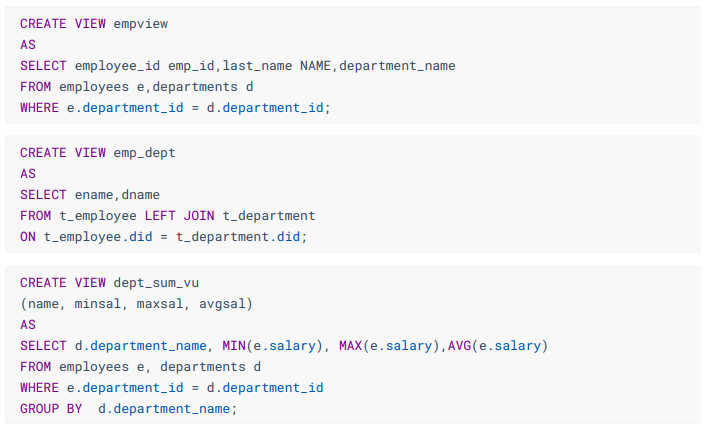 CREATE VIEW empview
AS
SELECT employee_id emp_id,last_name NAME,department_name
FROM employees e,departments d
WHERE e.department_id = d.department_id;
CREATE VIEW emp_dept
AS
SELECT ename,dname
FROM t_employee LEFT JOIN t_department
ON t_employee.did = t_department.did;
CREATE VIEW dept_sum_vu
(name, minsal, maxsal, avgsal)
AS
SELECT d.department_name, MIN(e.salary), MAX(e.salary),AVG(e.salary)
FROM employees e, departments d
WHERE e.department_id = d.department_id
GROUP BY  d.department_name;